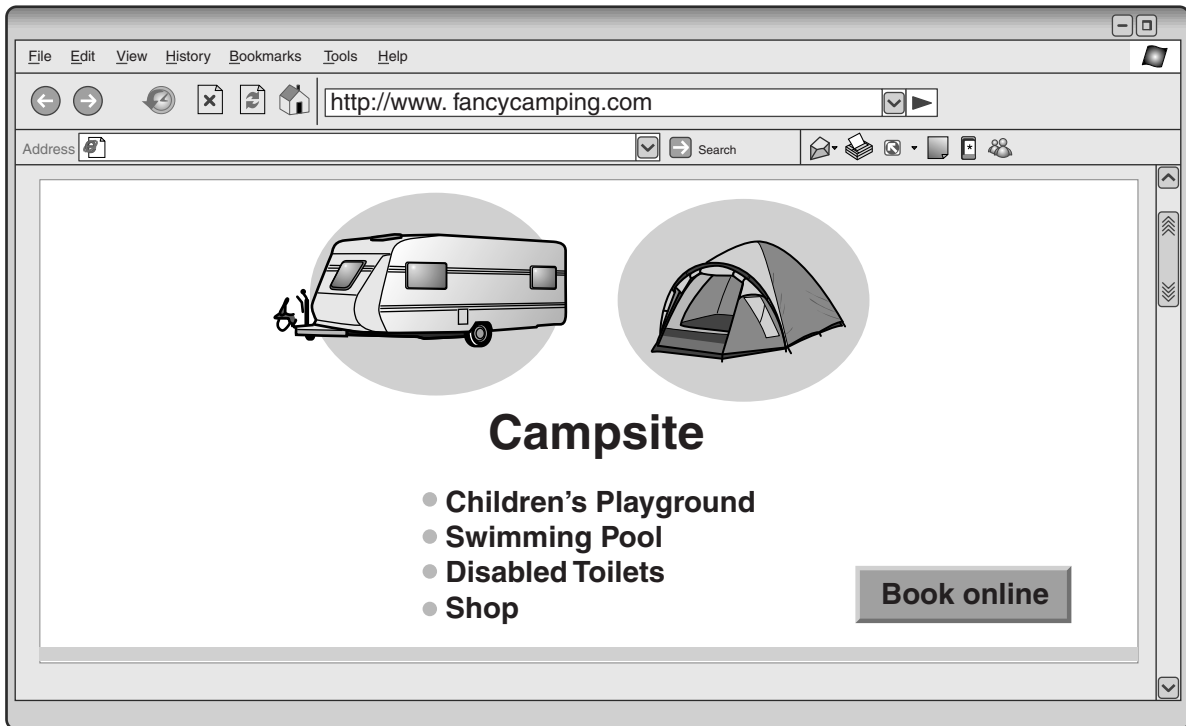 File Edit View History Bookmarks Tools Help
http://www. fancycamping.com
Address Search
Campsite
Children's Playground
Swimming Pool
Disabled Toilets
Shop
Book online